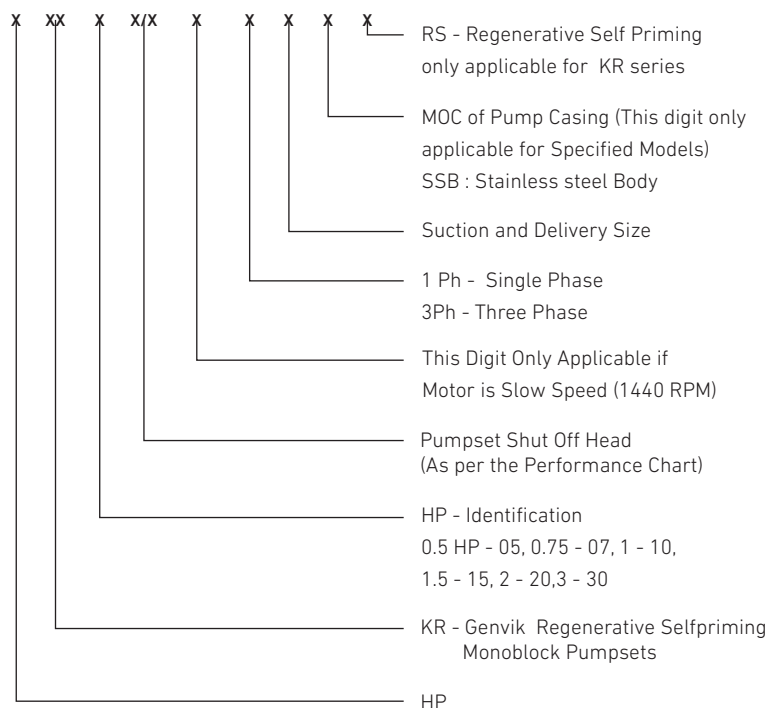 X XX X X/X X X X X X
RS - Regenerative Self Priming
only applicable for KR series
MOC of Pump Casing (This digit only
applicable for Specified Models)
SSB : Stainless steel Body
Suction and Delivery Size
1 Ph - Single Phase
3Ph - Three Phase
This Digit Only Applicable if
Motor is Slow Speed (1440 RPM)
Pumpset Shut Off Head
(As per the Performance Chart)
HP - Identification
0.5 HP - 05, 0.75 - 07, 1 - 10,
1.5 - 15, 2 - 20,3 - 30
KR - Genvik Regenerative Selfpriming
Monoblock Pumpsets
HP